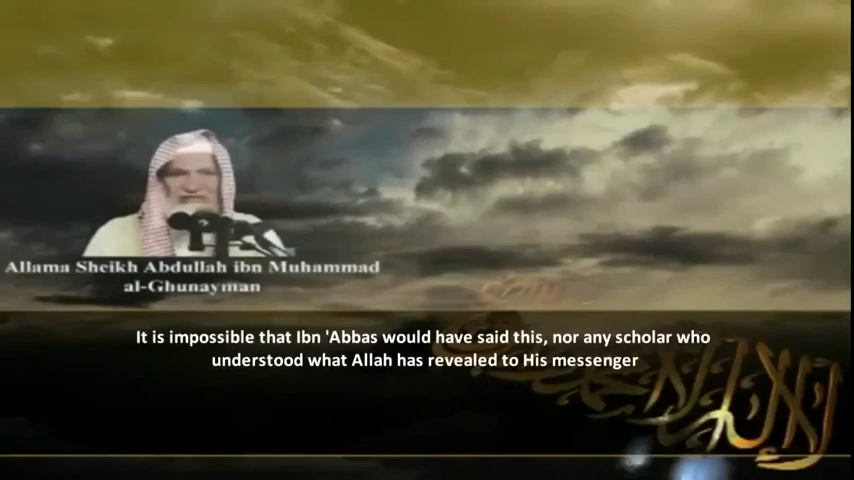 Allama Sheikh Abdullah ibn Muhammad
al-Ghunayman
It is impossible that Ibn 'Abbas would have said this, nor any scholar who
understood what Allah has revealed to His messenger